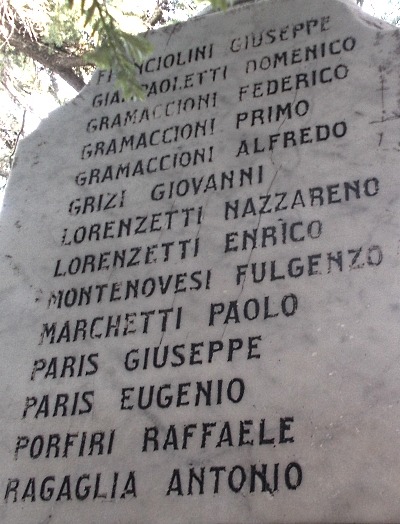 GIUSEPPE
GIAMPAOLETTI DOMENICO
GRAMACCIONI FEDERICO
GRAMACCIONI PRIMO
GRAMACCIONI ALFREDO
GRIZI GIOVANNI
LORENZETTI NAZZARENO
LORENZETTI ENRICO
MONTENOVESI FULGENZO
MARCHETTI PAOLO
PARIS GIUSEPPE
PARIS EUGENIO
PORFIRI RAFFAELE
RAGAGLIA ANTONIO